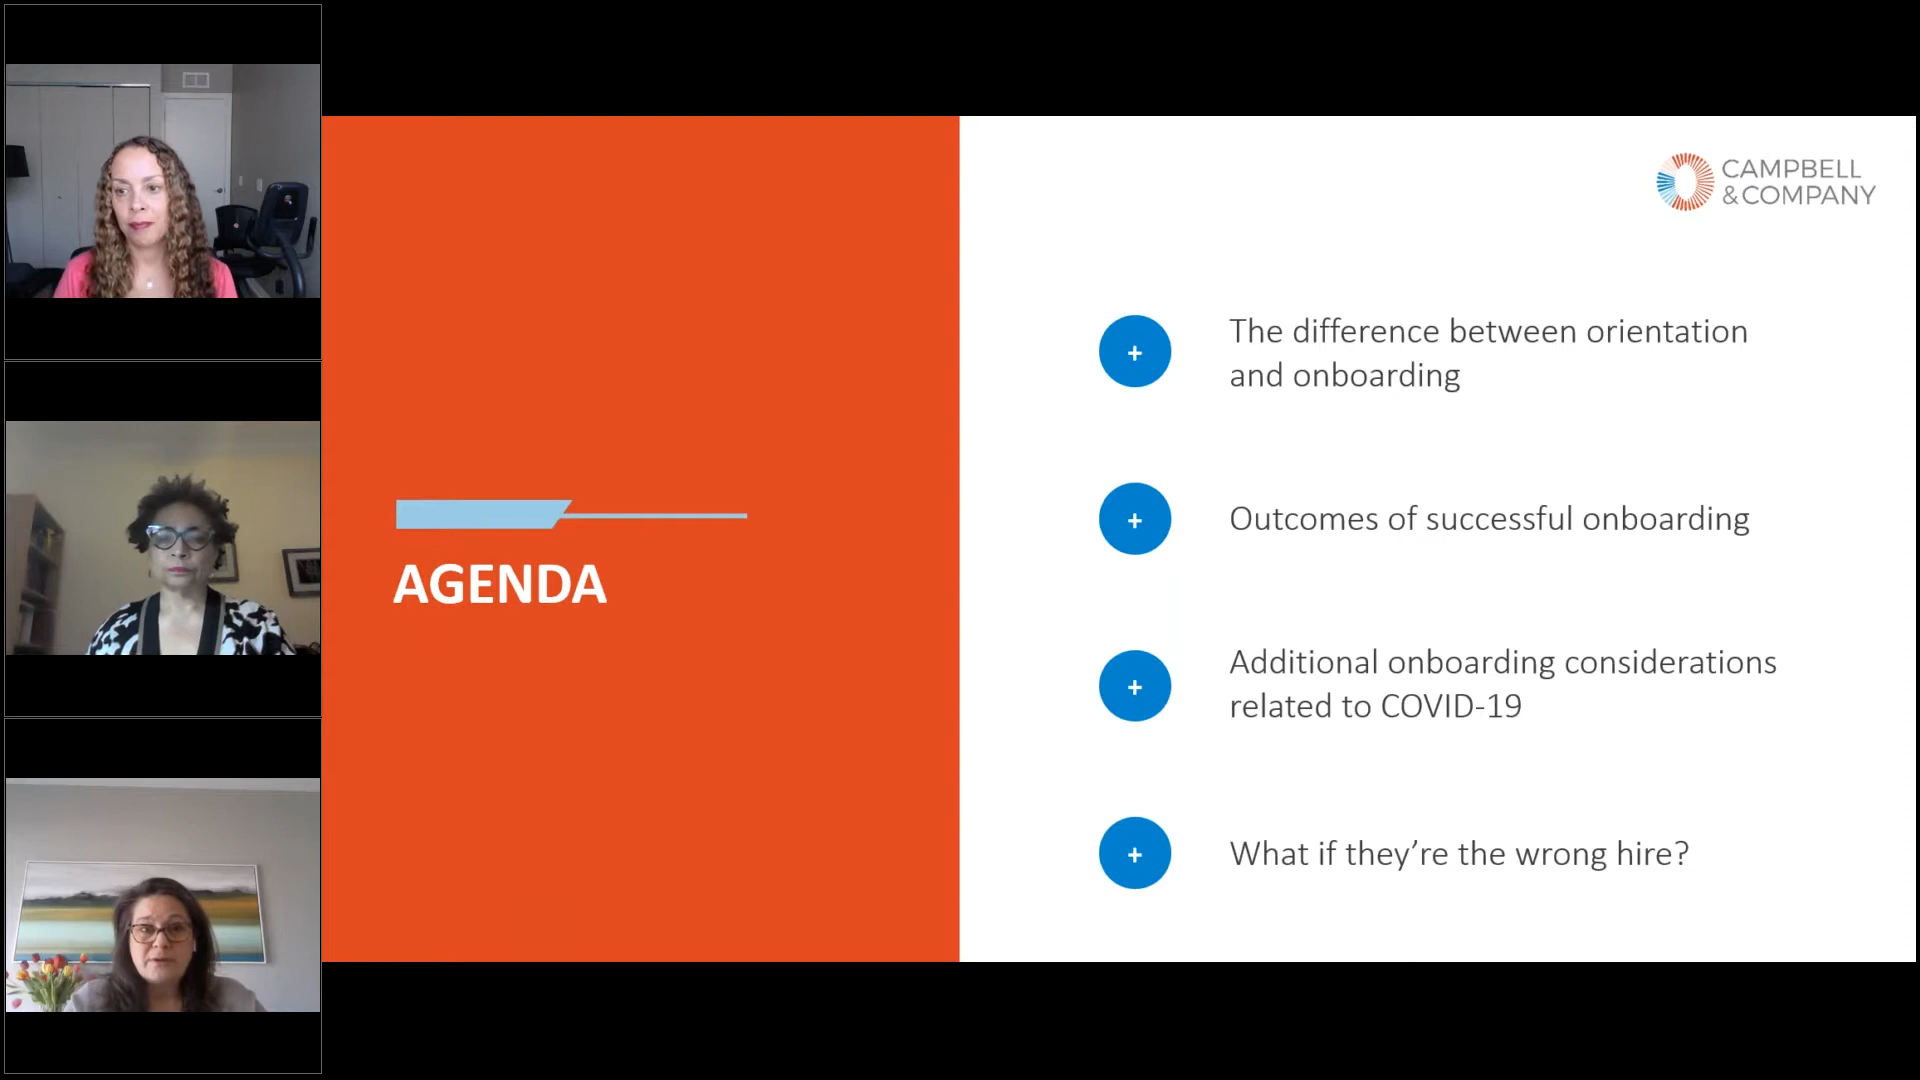 CAMPBELL
&COMPANY
AGENDA
+
The difference between orientation
and onboarding
+
Outcomes of successful onboarding
+
Additional onboarding considerations
related to COVID-19
+
What if they’re the wrong hire?